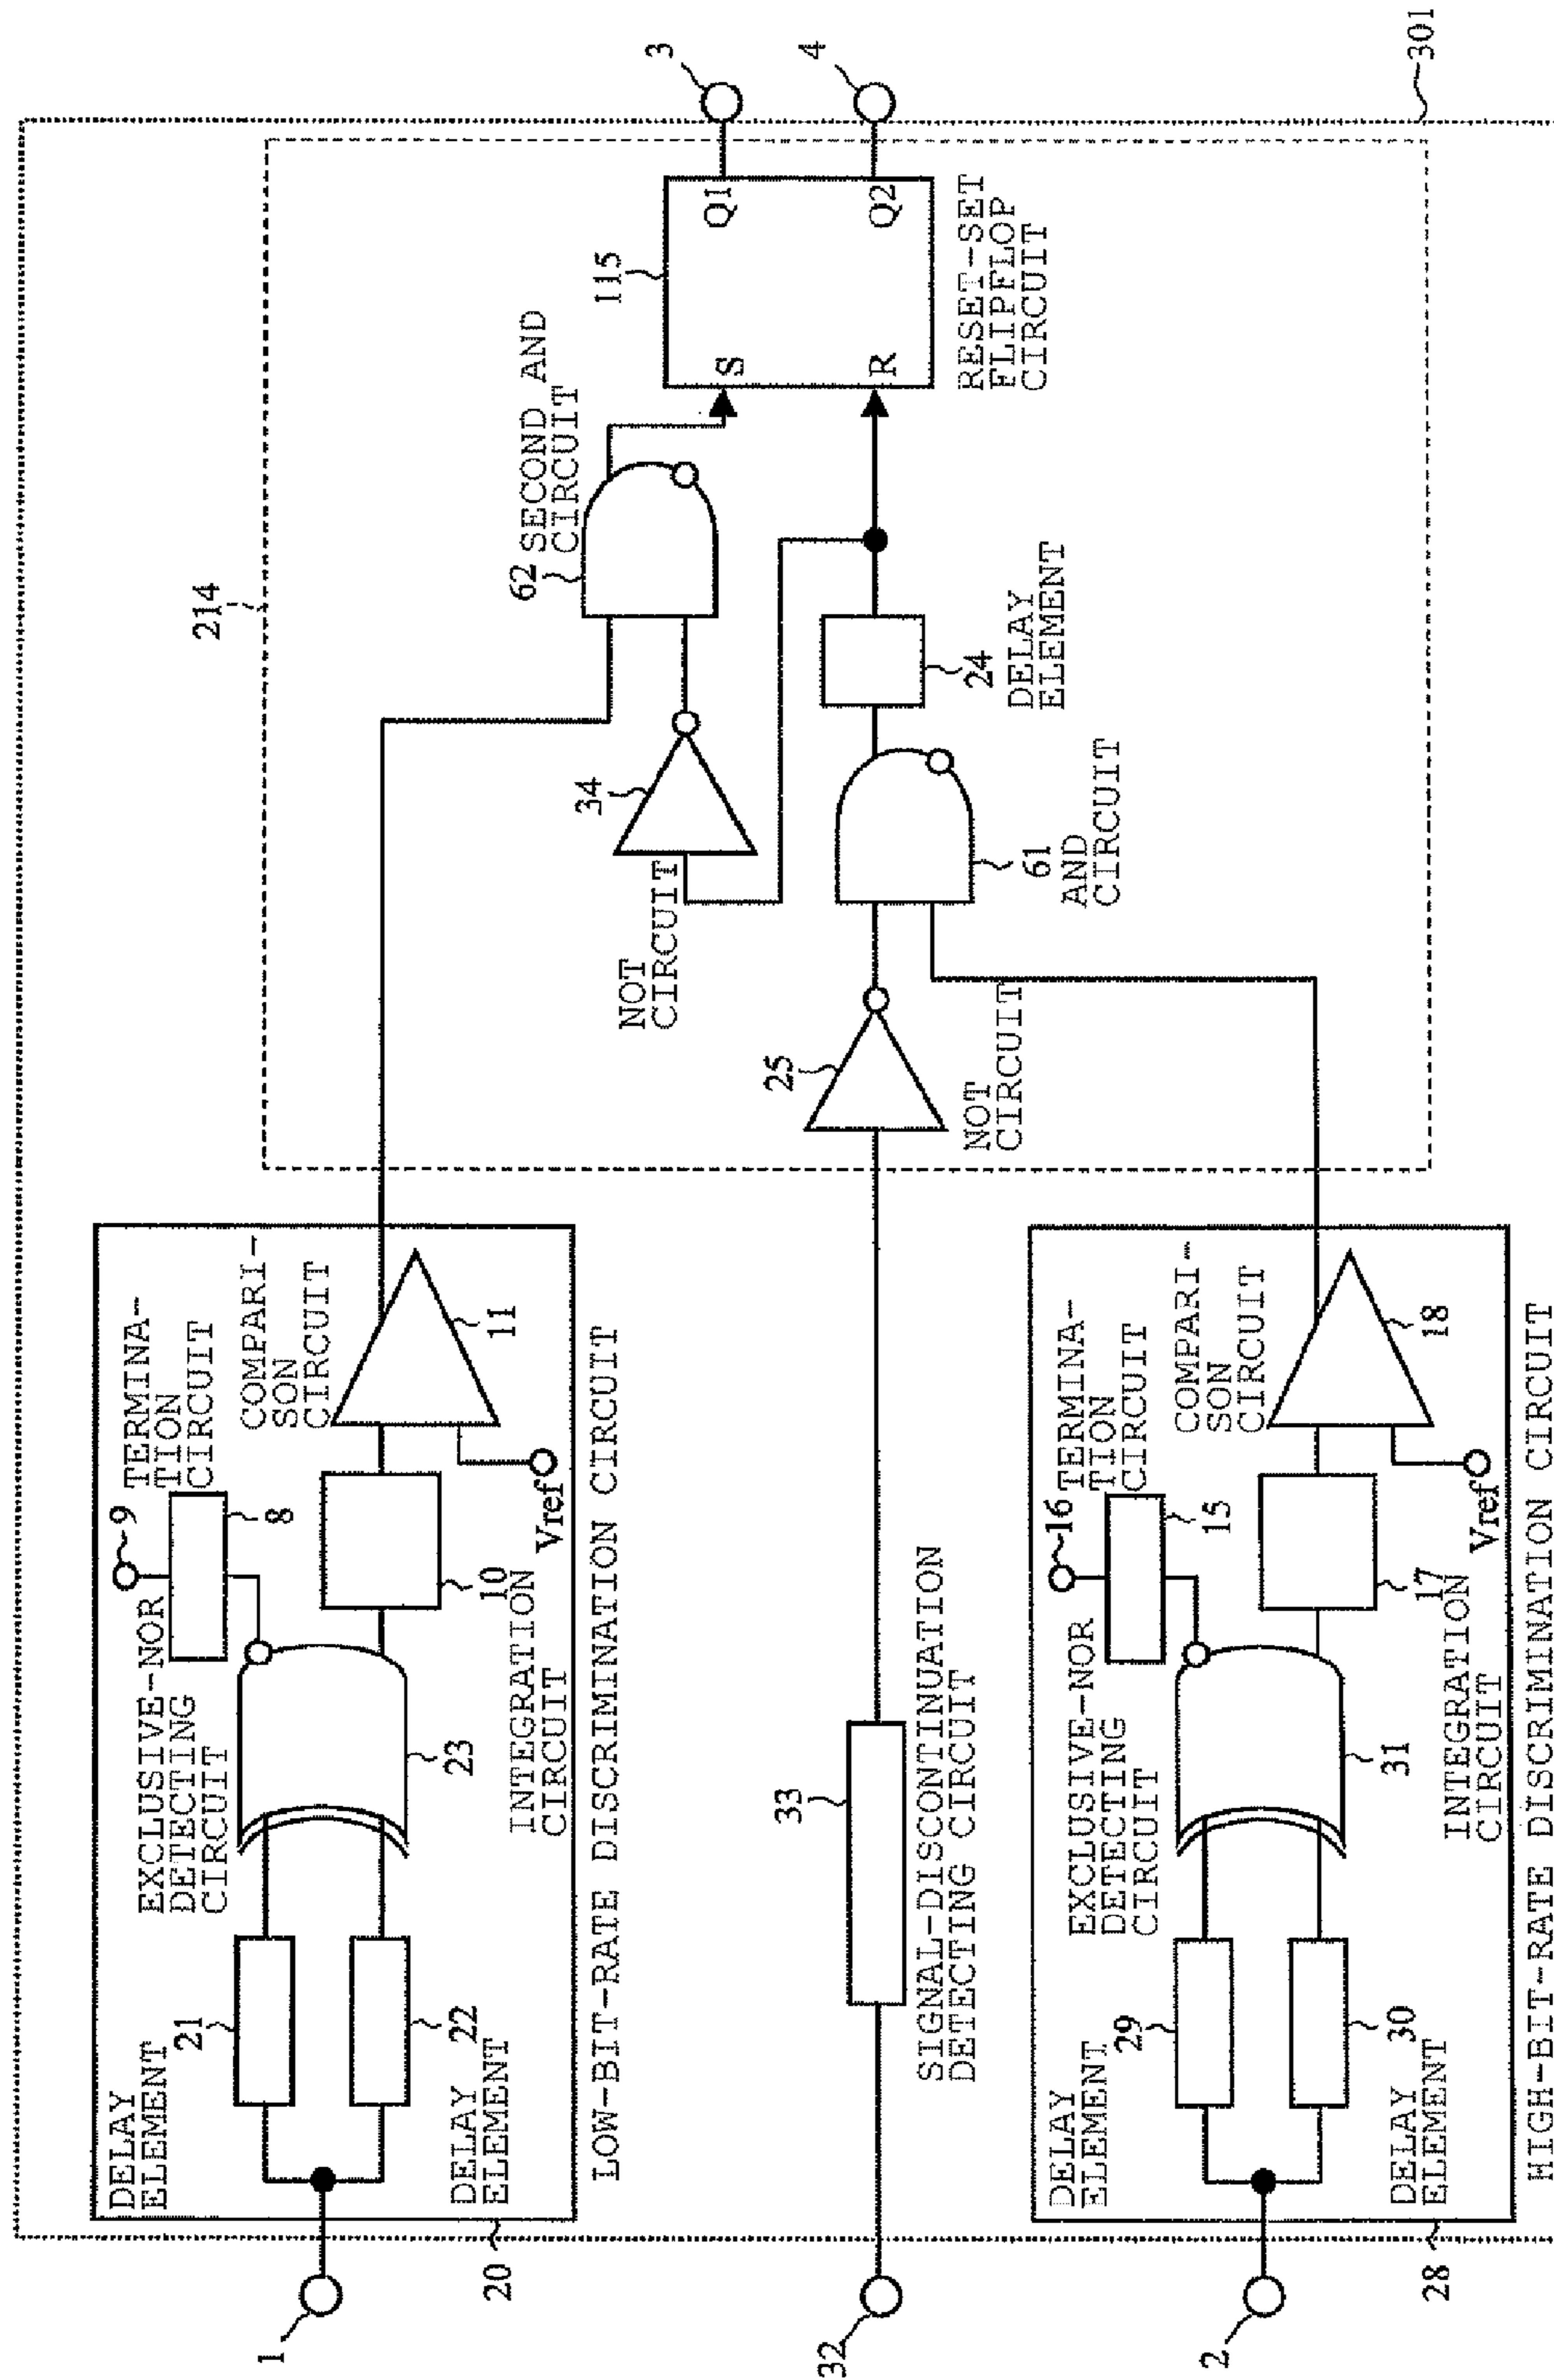 1
20
DELAY
ELEMENT
21
DELAY
ELEMENT
22
EXCLUSIVE-NOR
DETECTING
CIRCUIT
23
9
TERMINA-
TION
CIRCUIT
8
10
INTEGRATION
CIRCUIT
COMPARI-
SON
CIRCUIT
11
Vref
LOW-BIT-RATE DISCRIMINATION CIRCUIT
32
33
SIGNAL-DISCONTINUATION
DETECTING CIRCUIT
2
28
DELAY
ELEMENT
29
DELAY
ELEMENT
30
EXCLUSIVE-NOR
DETECTING
CIRCUIT
31
16
TERMINA-
TION
CIRCUIT
15
17
INTEGRATION
CIRCUIT
COMPARI-
SON
CIRCUIT
18
Vref
HIGH-BIT-RATE DISCRIMINATION CIRCUIT
214
NOT
CIRCUIT
34
62 SECOND AND
CIRCUIT
25
NOT
CIRCUIT
61
AND
CIRCUIT
24
DELAY
ELEMENT
115
S
Q1
R
Q2
RESET-SET
FLIPFLOP
CIRCUIT
3
4
301